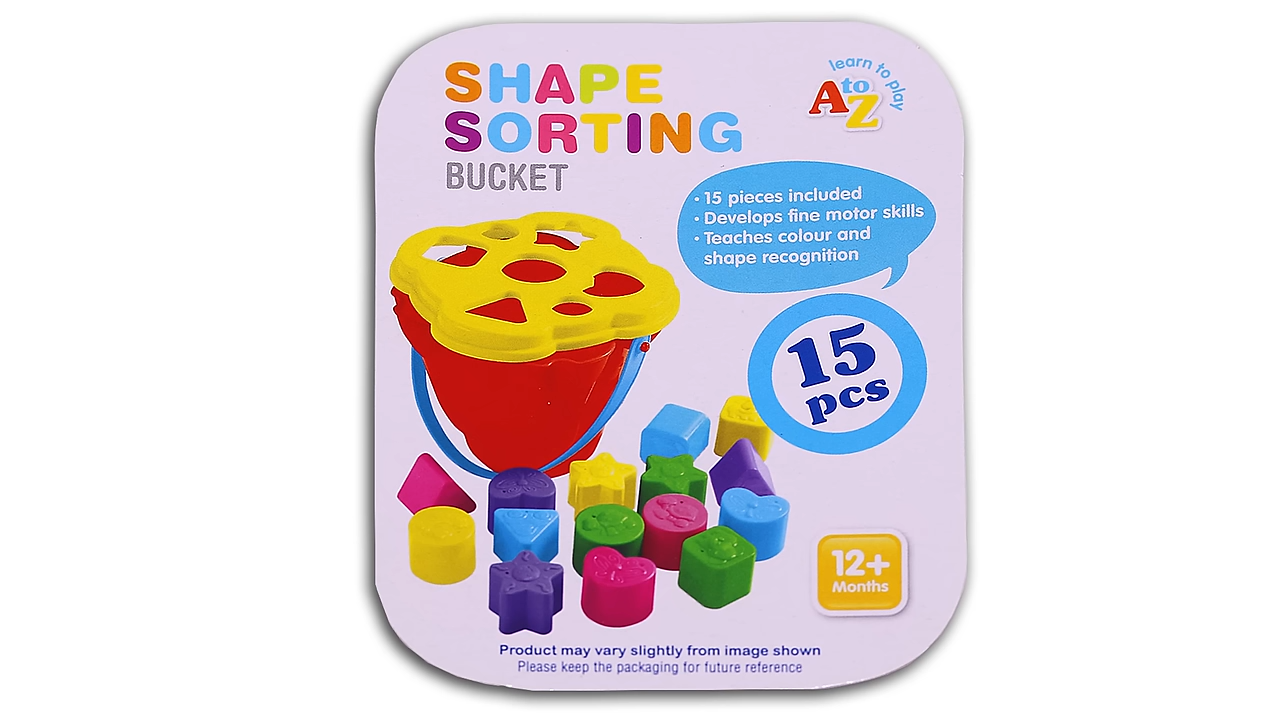 SHAPE
SORTING
BUCKET
learn to play
A to Z
• 15 pieces included
• Develops fine motor skills
• Teaches colour and
shape recognition
15
pcs
12+
Months
Product may vary slightly from image shown
Please keep the packaging for future reference